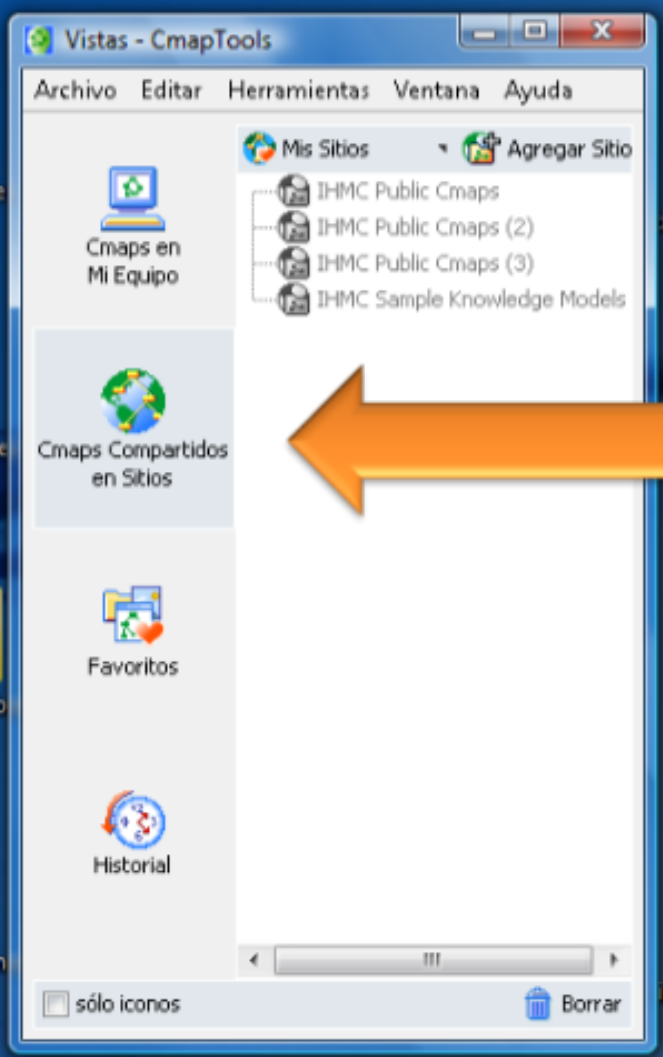 Vistas - CmapTools
Archivo Editar Herramientas Ventana Ayuda
Mis Sitios Agregar Sitio
IHMC Public Cmaps
IHMC Public Cmaps (2)
IHMC Public Cmaps (3)
IHMC Sample Knowledge Models
Cmaps en
Mi Equipo
Cmaps Compartidos
en Sitios
Favoritos
Historial
sólo iconos Borrar